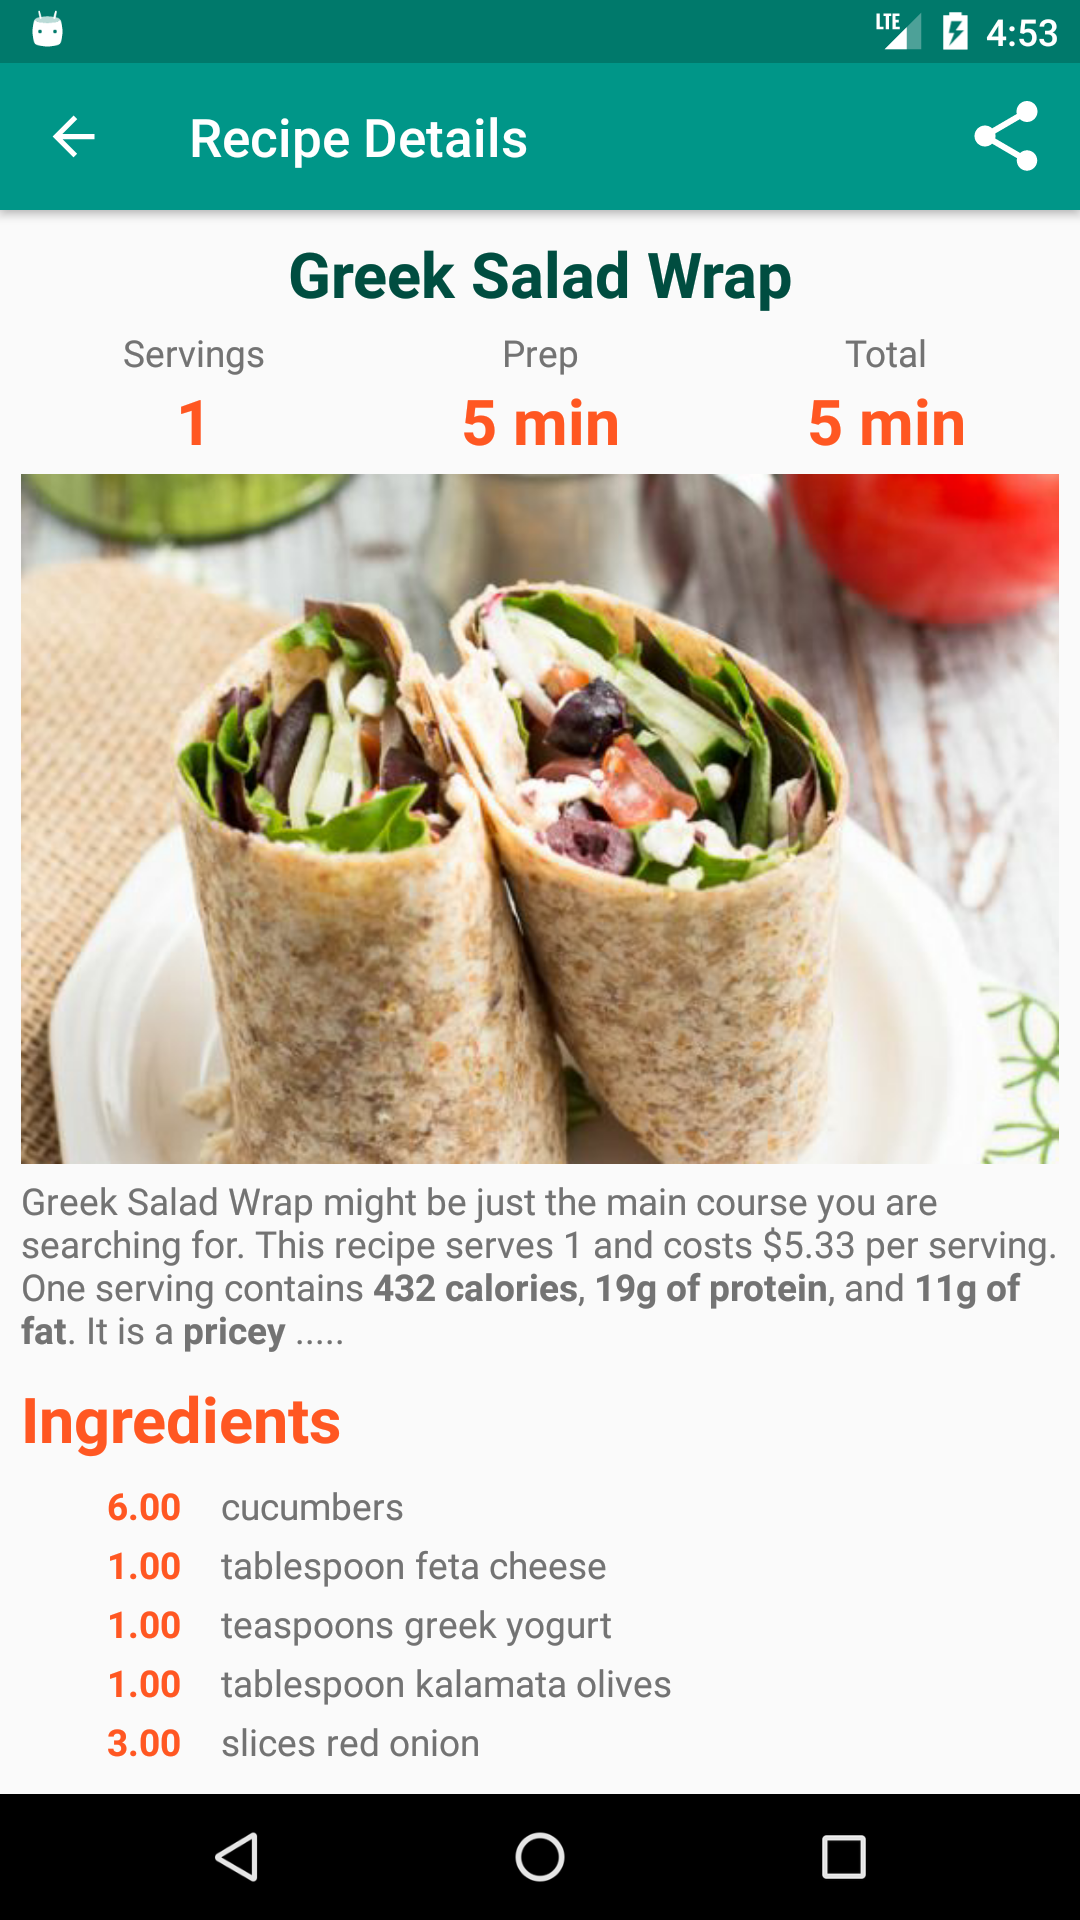 LTE 4:53
Recipe Details
Greek Salad Wrap
Servings Prep Total
1 5 min 5 min
Greek Salad Wrap might be just the main course you are
searching for. This recipe serves 1 and costs $5.33 per serving.
One serving contains 432 calories, 19g of protein, and 11g of
fat. It is a pricey .....
Ingredients
6.00 cucumbers
1.00 tablespoon feta cheese
1.00 teaspoons greek yogurt
1.00 tablespoon kalamata olives
3.00 slices red onion